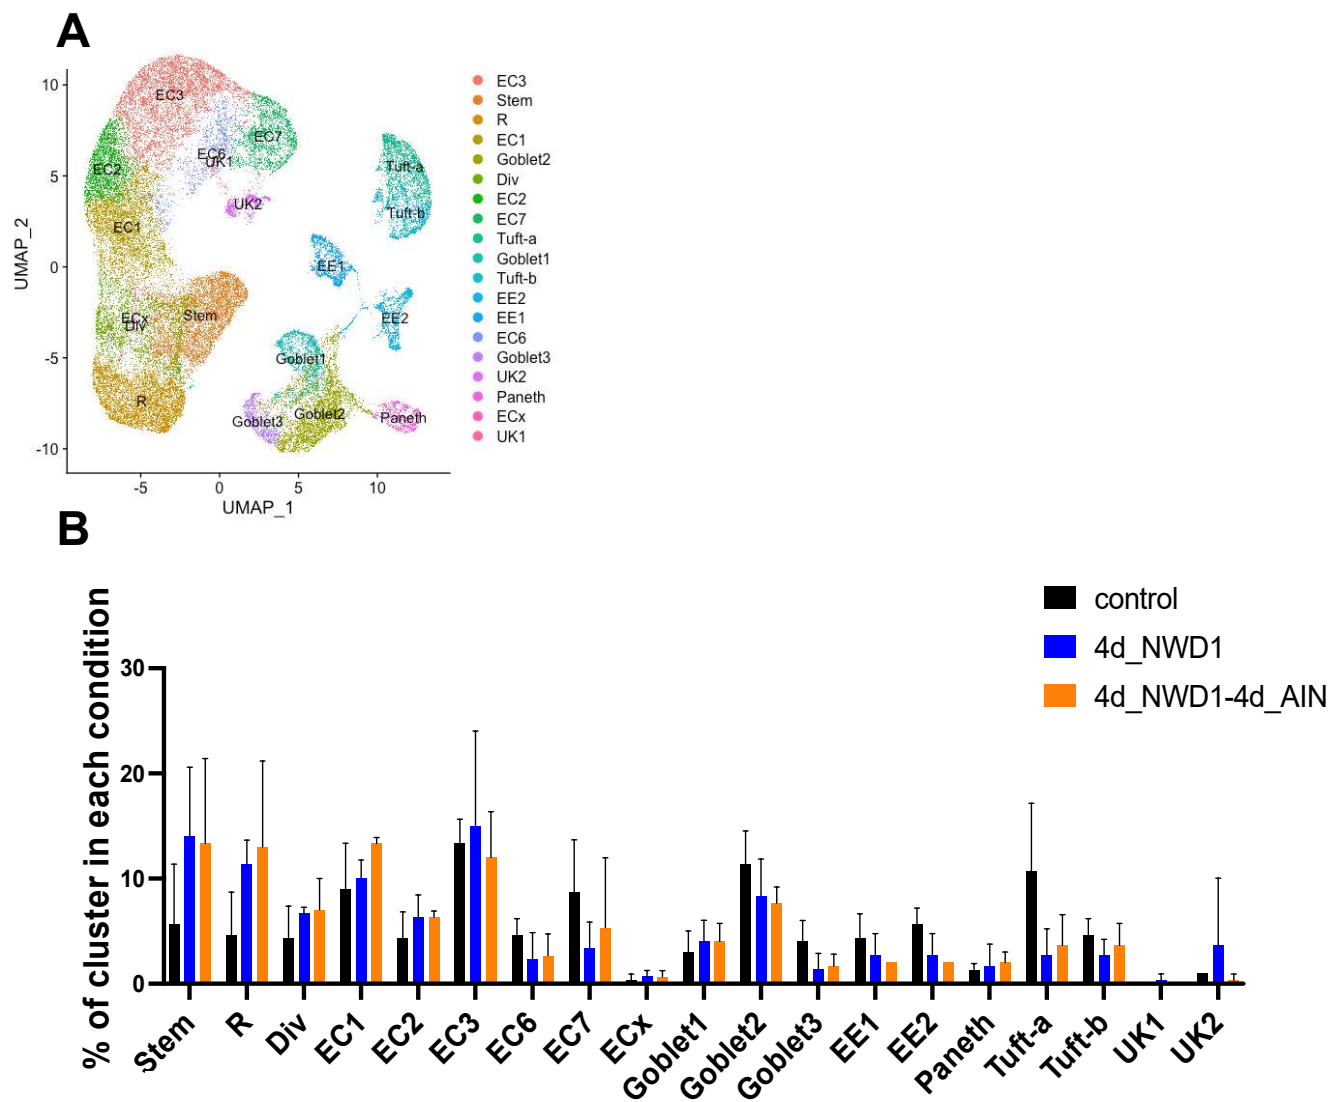 A
10
5
0
-5
-10
UMAP_2
-5
0
5
10
UMAP_1
EC3
EC7
EC6
UK1
EC2
UK2
EC1
Tuft-a
Tuft-b
EE1
EE2
ECx
Div
Stem
Goblet1
R
Goblet3
Goblet2
Paneth
EC3
Stem
R
EC1
Goblet2
Div
EC2
EC7
Tuft-a
Goblet1
Tuft-b
EE2
EE1
EC6
Goblet3
UK2
Paneth
ECx
UK1
B
control
4d_NWD1
4d_NWD1-4d_AIN
% of cluster in each condition
30
20
10
0
Stem
R
Div
EC1
EC2
EC3
EC6
EC7
ECx
Goblet1
Goblet2
Goblet3
EE1
EE2
Paneth
Tuft-a
Tuft-b
UK1
UK2